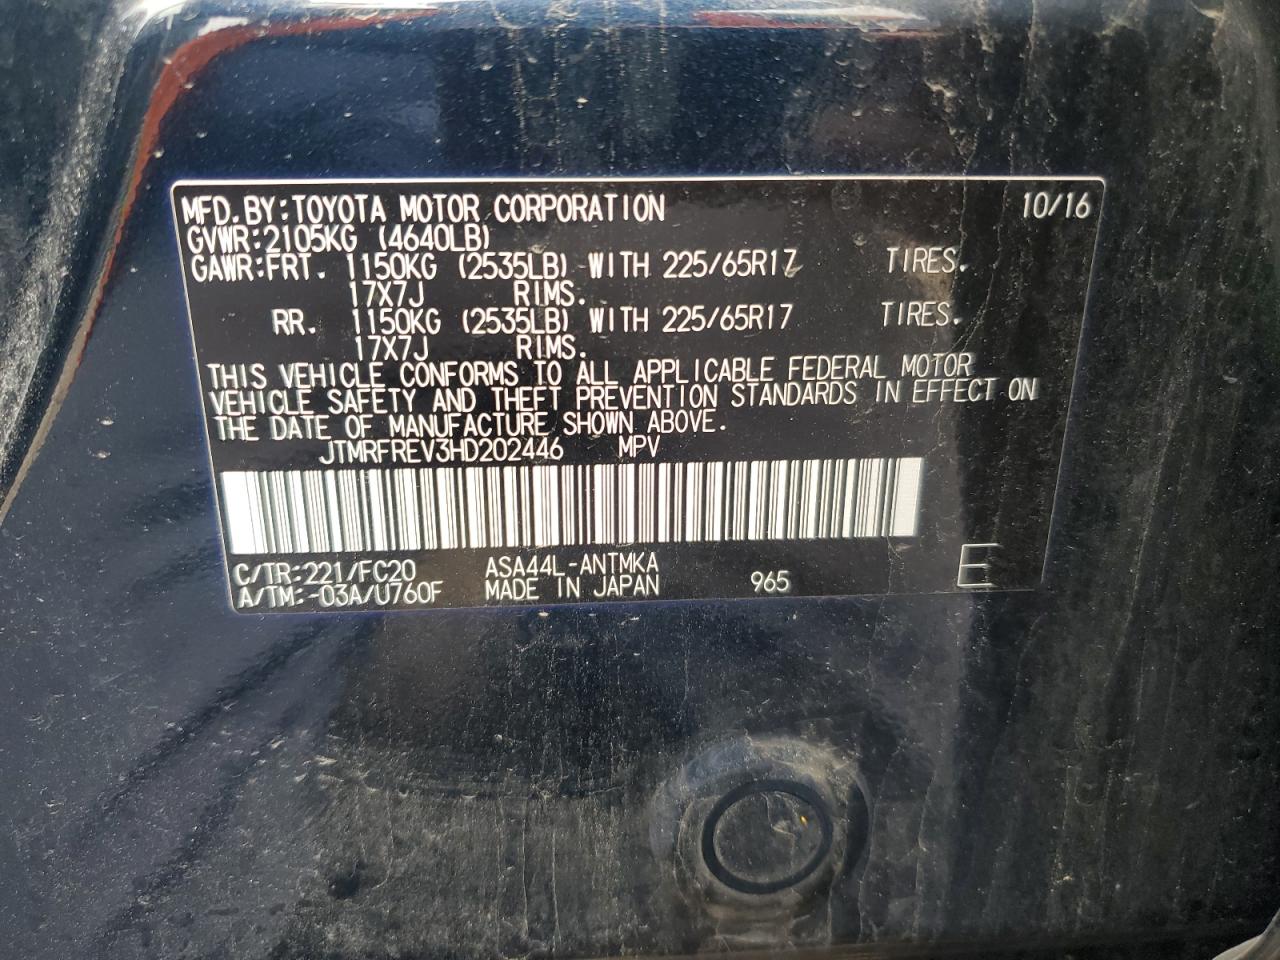 MFD.BY:TOYOTA MOTOR CORPORATION 10/16
GVWR:2105KG (4640LB)
GAWR:FRT. 1150KG (2535LB) WITH 225/65R17 TIRES.
17X7J RIMS.
RR. 1150KG (2535LB) WITH 225/65R17 TIRES.
17X7J RIMS.
THIS VEHICLE CONFORMS TO ALL APPLICABLE FEDERAL MOTOR
VEHICLE SAFETY AND THEFT PREVENTION STANDARDS IN EFFECT ON
THE DATE OF MANUFACTURE SHOWN ABOVE.
JTMRFREV3HD202446 MPV
C/TR:221/FC20 ASA44L-ANTMKA
A/TM:-03A/U760F MADE IN JAPAN 965 E